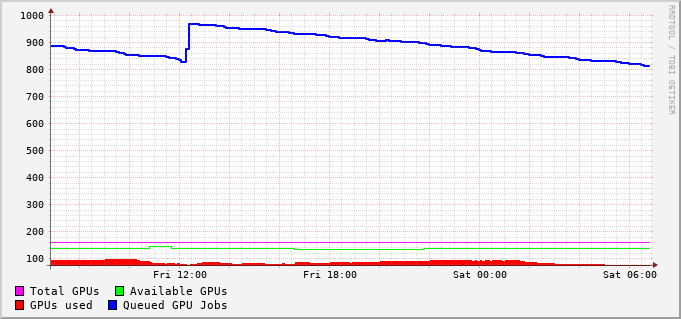 1000
900
800
700
600
500
400
300
200
100
Fri 12:00 Fri 18:00 Sat 00:00 Sat 06:00
Total GPUs Available GPUs
GPUs used Queued GPU Jobs
RRDTOOL / TOBI OETIKER